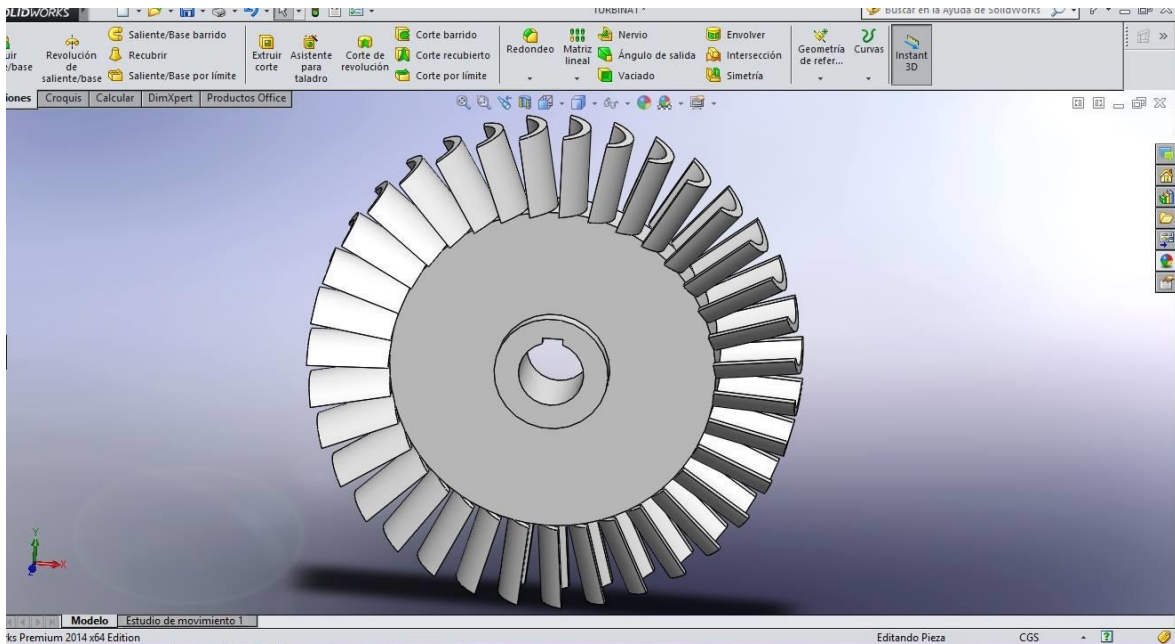 SOLIDWORKS
TURBINAT *
Buscar en la Ayuda de SolidWorks
Revolución de saliente/base
Saliente/Base barrido
Recubrir
Saliente/Base por límite
Extruir corte
Asistente para taladro
Corte de revolución
Corte barrido
Corte recubierto
Corte por límite
Redondeo
Matriz lineal
Nervio
Ángulo de salida
Vaciado
Envolver
Intersección
Simetría
Geometría de refer...
Curvas
Instant 3D
Croquis
Calcular
DimXpert
Productos Office
Y
X
Modelo
Estudio de movimiento 1
Premium 2014 x64 Edition
Editando Pieza
CGS